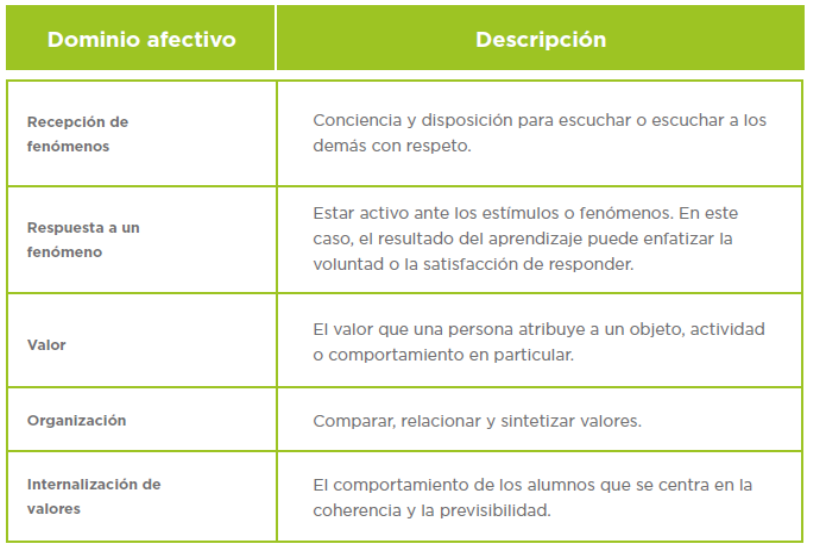 Dominio afectivo
Descripción
Recepción de
fenómenos
Conciencia y disposición para escuchar o escuchar a los
demás con respeto.
Respuesta a un
fenómeno
Estar activo ante los estímulos o fenómenos. En este
caso, el resultado del aprendizaje puede enfatizar la
voluntad o la satisfacción de responder.
Valor
El valor que una persona atribuye a un objeto, actividad
o comportamiento en particular.
Organización
Comparar, relacionar y sintetizar valores.
Internalización de
valores
El comportamiento de los alumnos que se centra en la
coherencia y la previsibilidad.